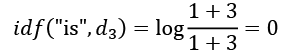 idf("is", d₃) = log (1 + 3)/(1 + 3) = 0